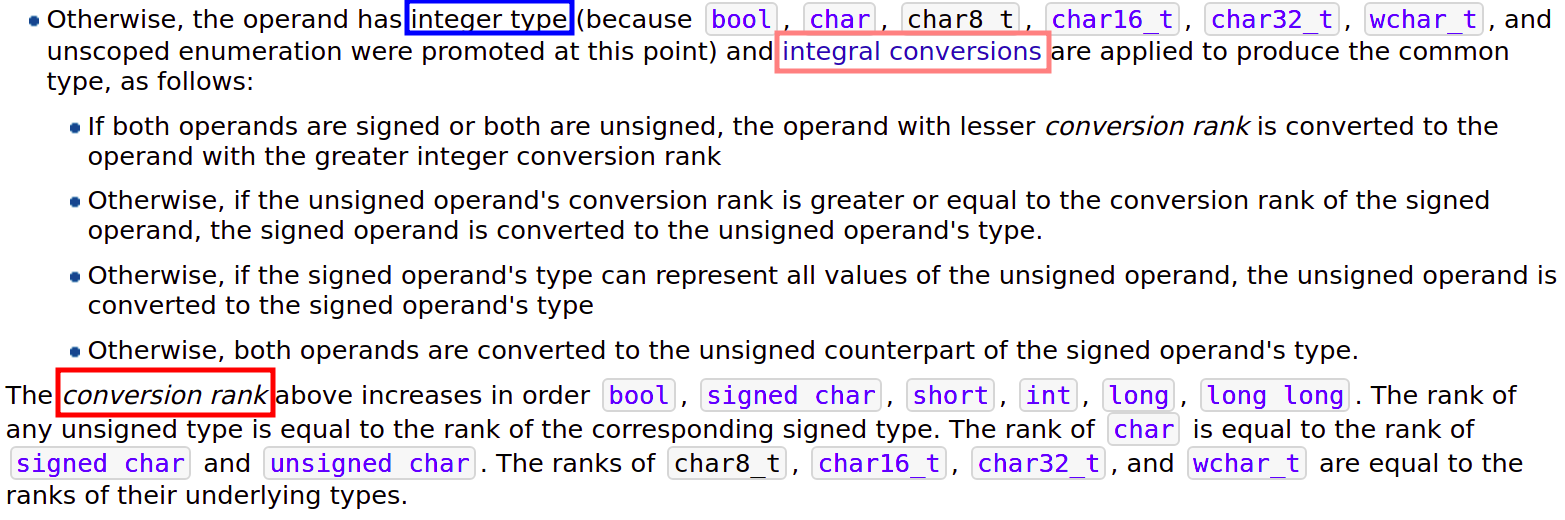 Otherwise, the operand has integer type (because bool, char, char8_t, char16_t, char32_t, wchar_t, and
unscoped enumeration were promoted at this point) and integral conversions are applied to produce the common
type, as follows:
If both operands are signed or both are unsigned, the operand with lesser conversion rank is converted to the
operand with the greater integer conversion rank
Otherwise, if the unsigned operand's conversion rank is greater or equal to the conversion rank of the signed
operand, the signed operand is converted to the unsigned operand's type.
Otherwise, if the signed operand's type can represent all values of the unsigned operand, the unsigned operand is
converted to the signed operand's type
Otherwise, both operands are converted to the unsigned counterpart of the signed operand's type.
The conversion rank above increases in order bool, signed char, short, int, long, long long. The rank of
any unsigned type is equal to the rank of the corresponding signed type. The rank of char is equal to the rank of
signed char and unsigned char. The ranks of char8_t, char16_t, char32_t, and wchar_t are equal to the
ranks of their underlying types.